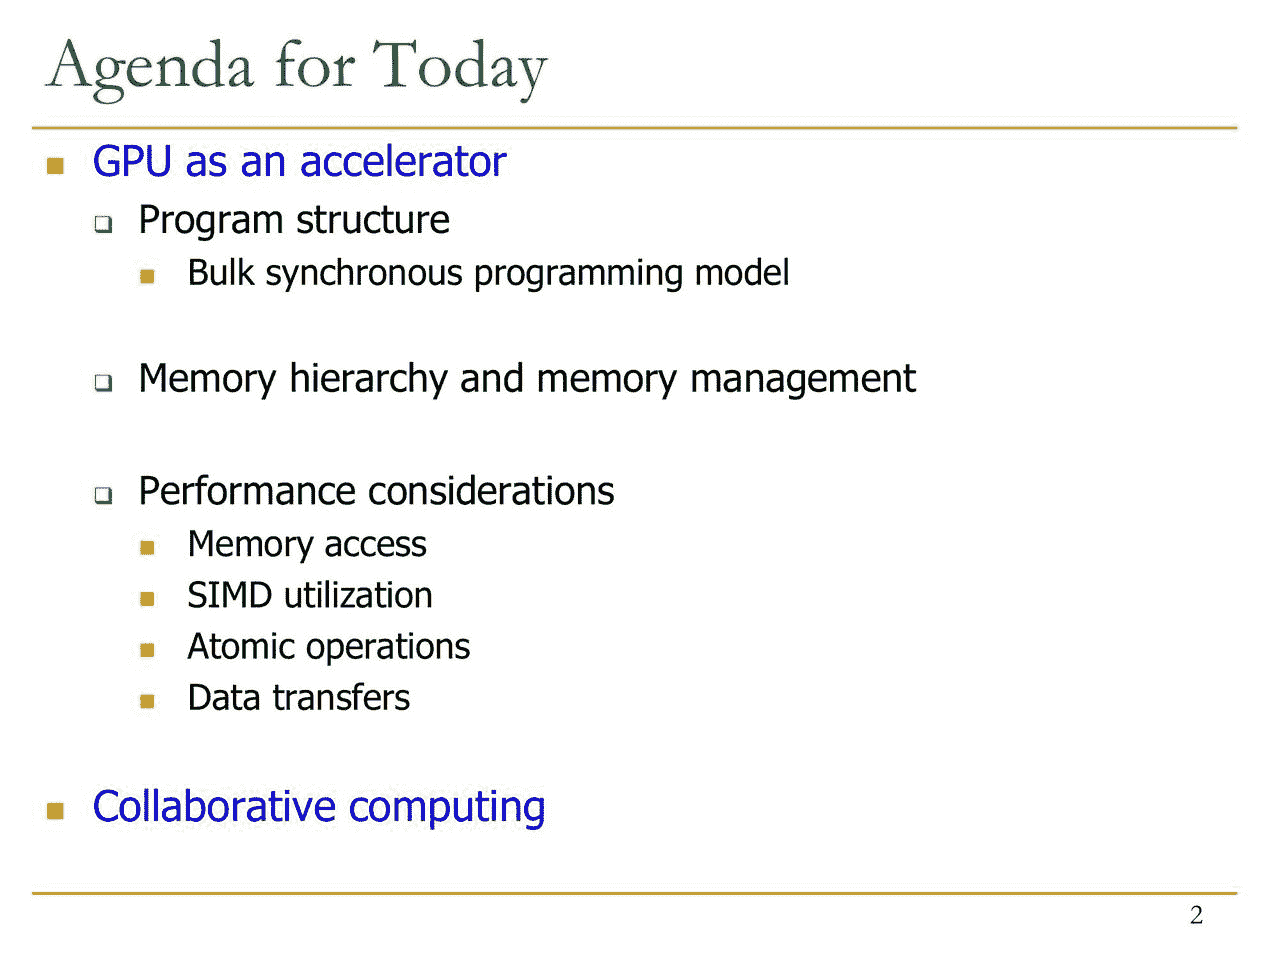 Agenda for Today
GPU as an accelerator
Program structure
Bulk synchronous programming model
Memory hierarchy and memory management
Performance considerations
Memory access
SIMD utilization
Atomic operations
Data transfers
Collaborative computing
2